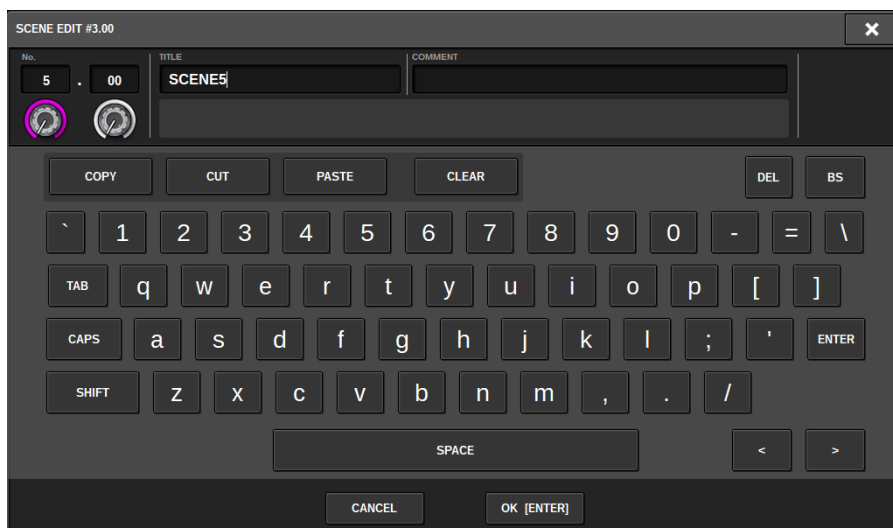 SCENE EDIT #3.00 ×
No. TITLE COMMENT
5 . 00 SCENE5
COPY CUT PASTE CLEAR DEL BS
` 1 2 3 4 5 6 7 8 9 0 - = \
TAB q w e r t y u i o p [ ]
CAPS a s d f g h j k l ; ' ENTER
SHIFT z x c v b n m , . /
SPACE < >
CANCEL OK [ENTER]